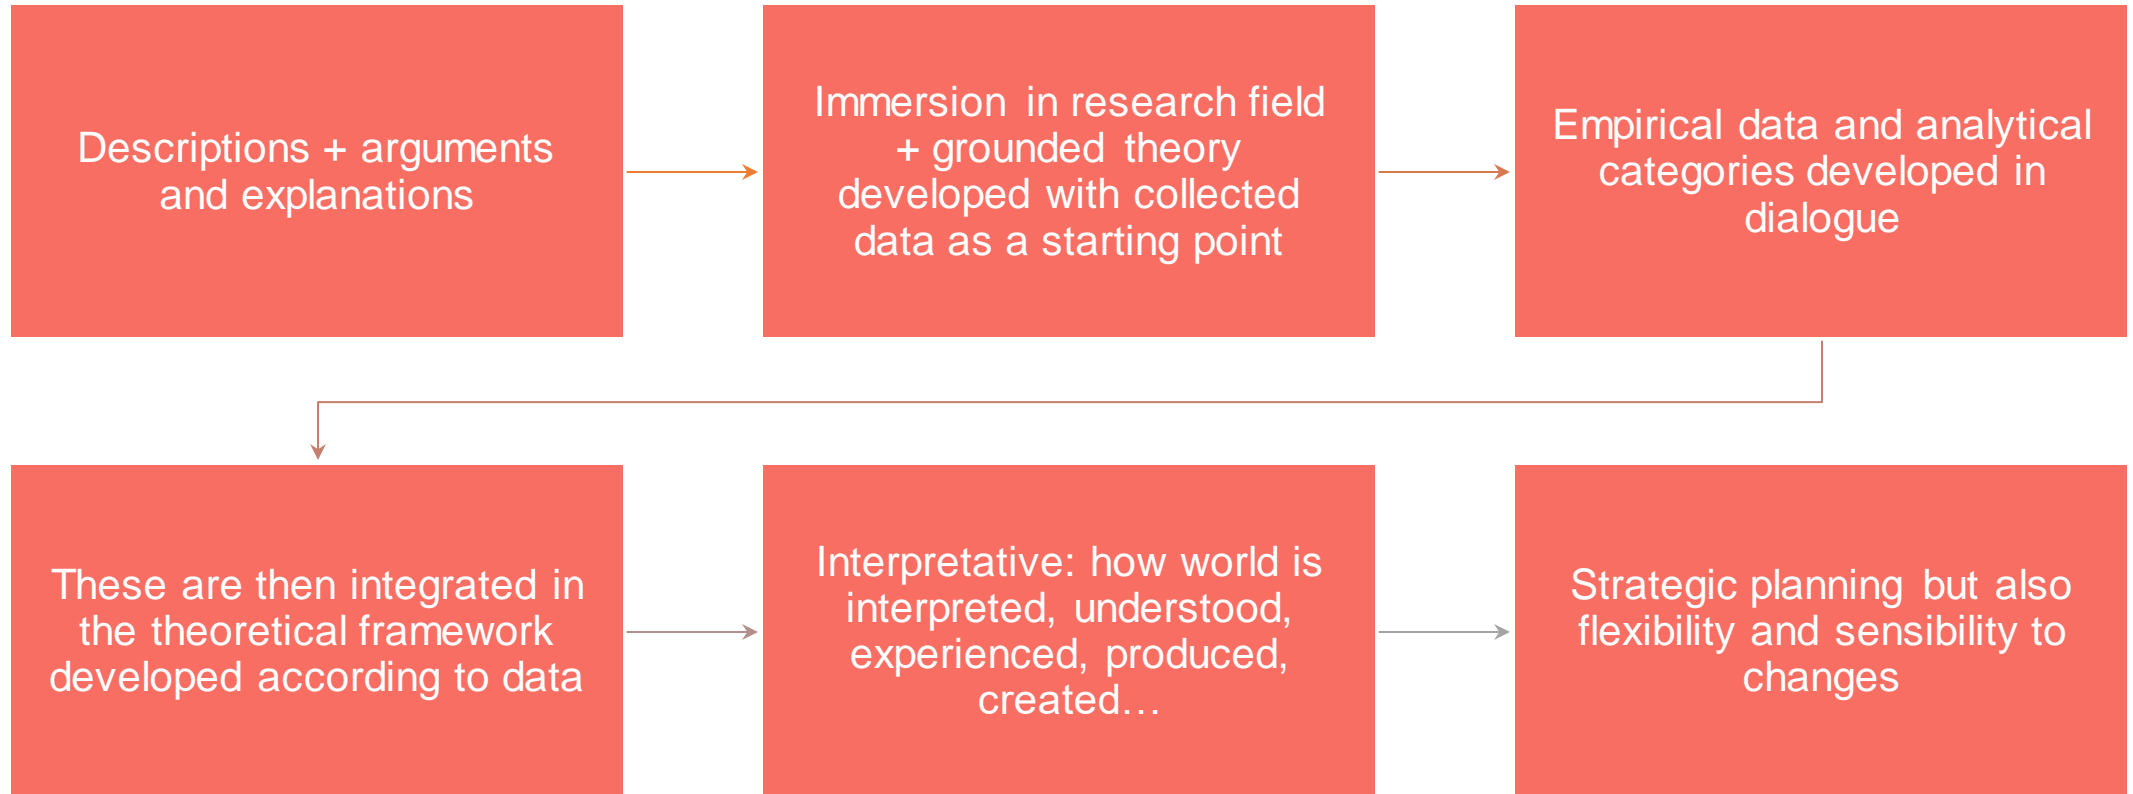 Descriptions + arguments
and explanations
Immersion in research field
+ grounded theory
developed with collected
data as a starting point
Empirical data and analytical
categories developed in
dialogue
These are then integrated in
the theoretical framework
developed according to data
Interpretative: how world is
interpreted, understood,
experienced, produced,
created…
Strategic planning but also
flexibility and sensibility to
changes